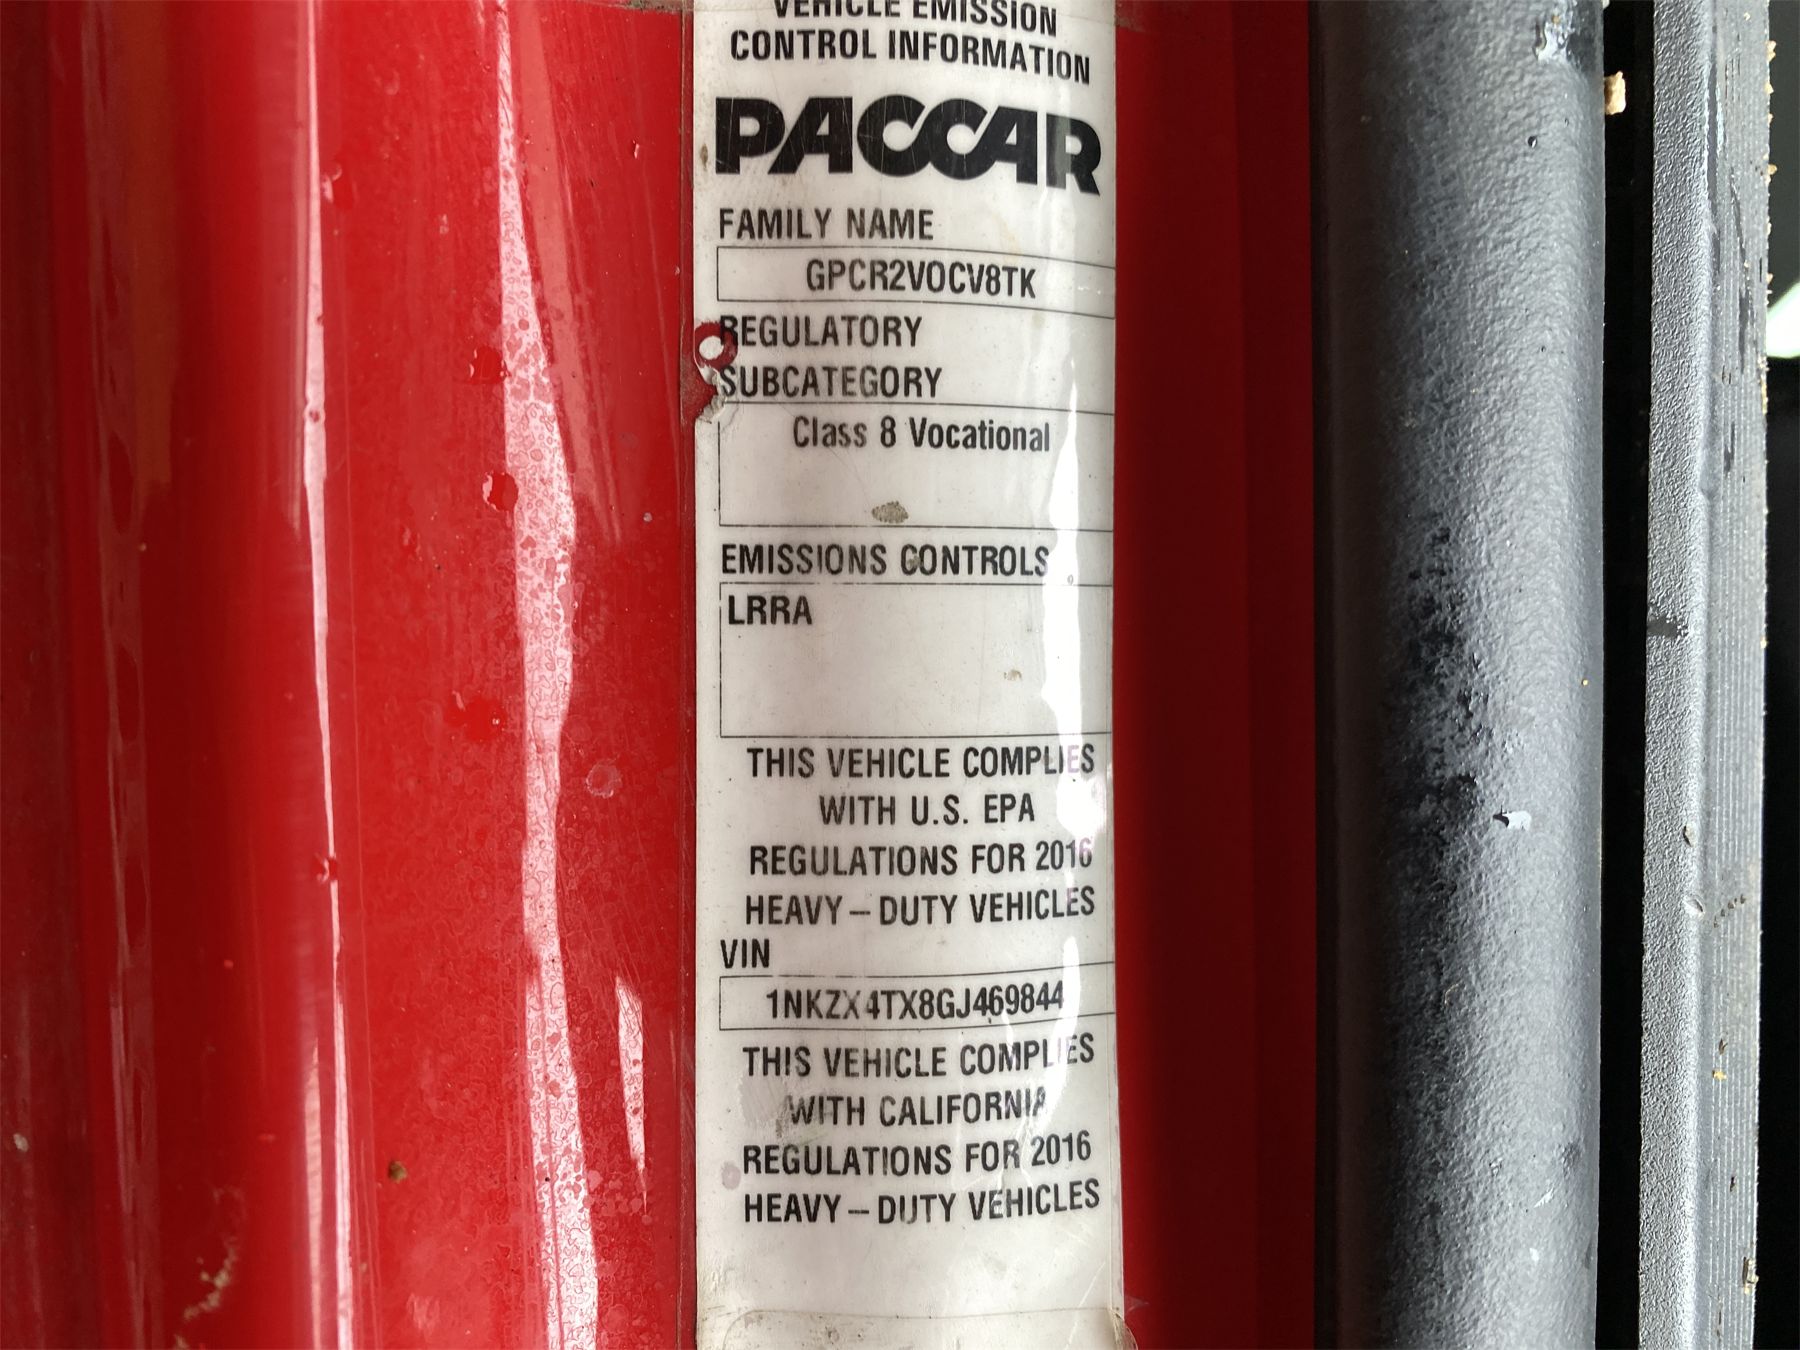 VEHICLE EMISSION
CONTROL INFORMATION
PACCAR
FAMILY NAME
GPCR2VOCV8TK
REGULATORY
SUBCATEGORY
Class 8 Vocational
EMISSIONS CONTROLS
LRRA
THIS VEHICLE COMPLIES
WITH U.S. EPA
REGULATIONS FOR 2016
HEAVY – DUTY VEHICLES
VIN
1NKZX4TX8GJ469844
THIS VEHICLE COMPLIES
WITH CALIFORNIA
REGULATIONS FOR 2016
HEAVY – DUTY VEHICLES